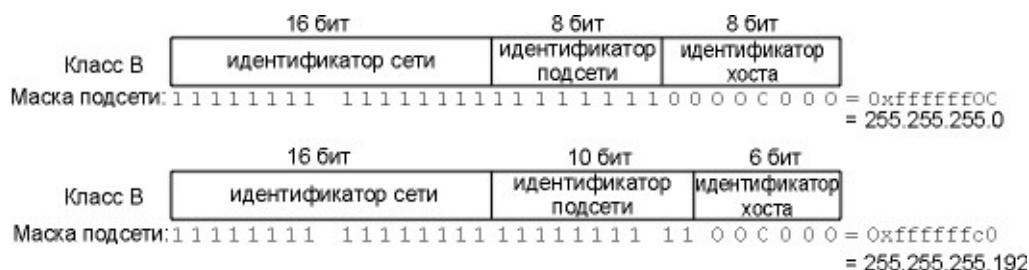 16 бит 8 бит 8 бит
Класс В идентификатор сети идентификатор подсети идентификатор хоста
Маска подсети: 1 1 1 1 1 1 1 1 1 1 1 1 1 1 1 1 1 1 1 1 1 1 1 1 0 0 0 0 C 0 0 0 = 0xffffff0C
= 255.255.255.0
16 бит 10 бит 6 бит
Класс В идентификатор сети идентификатор подсети идентификатор хоста
Маска подсети: 1 1 1 1 1 1 1 1 1 1 1 1 1 1 1 1 1 1 1 1 1 1 1 1 1 1 0 0 C 0 0 0 = 0xffffffc0
= 255.255.255.192